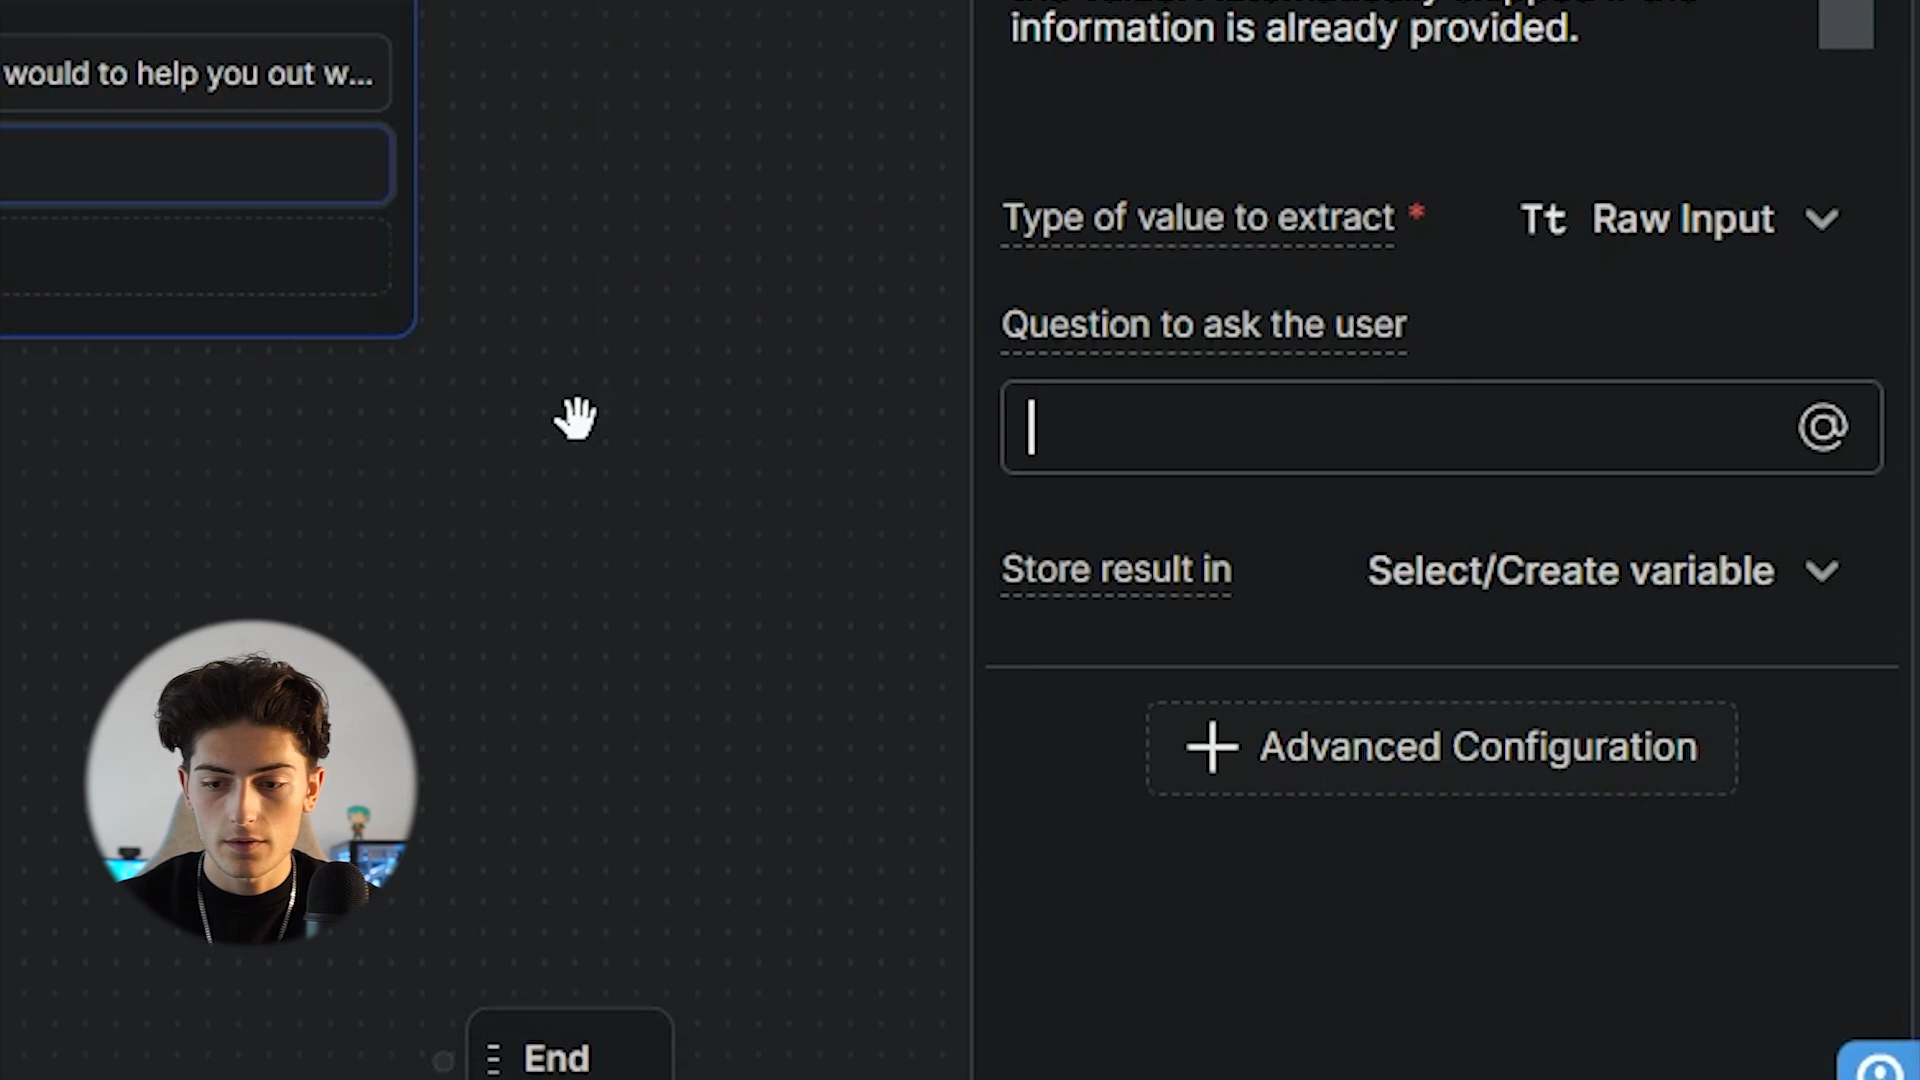 information is already provided.
would to help you out w...
Type of value to extract *
Tt Raw Input
Question to ask the user
@
Store result in
Select/Create variable
+ Advanced Configuration
End